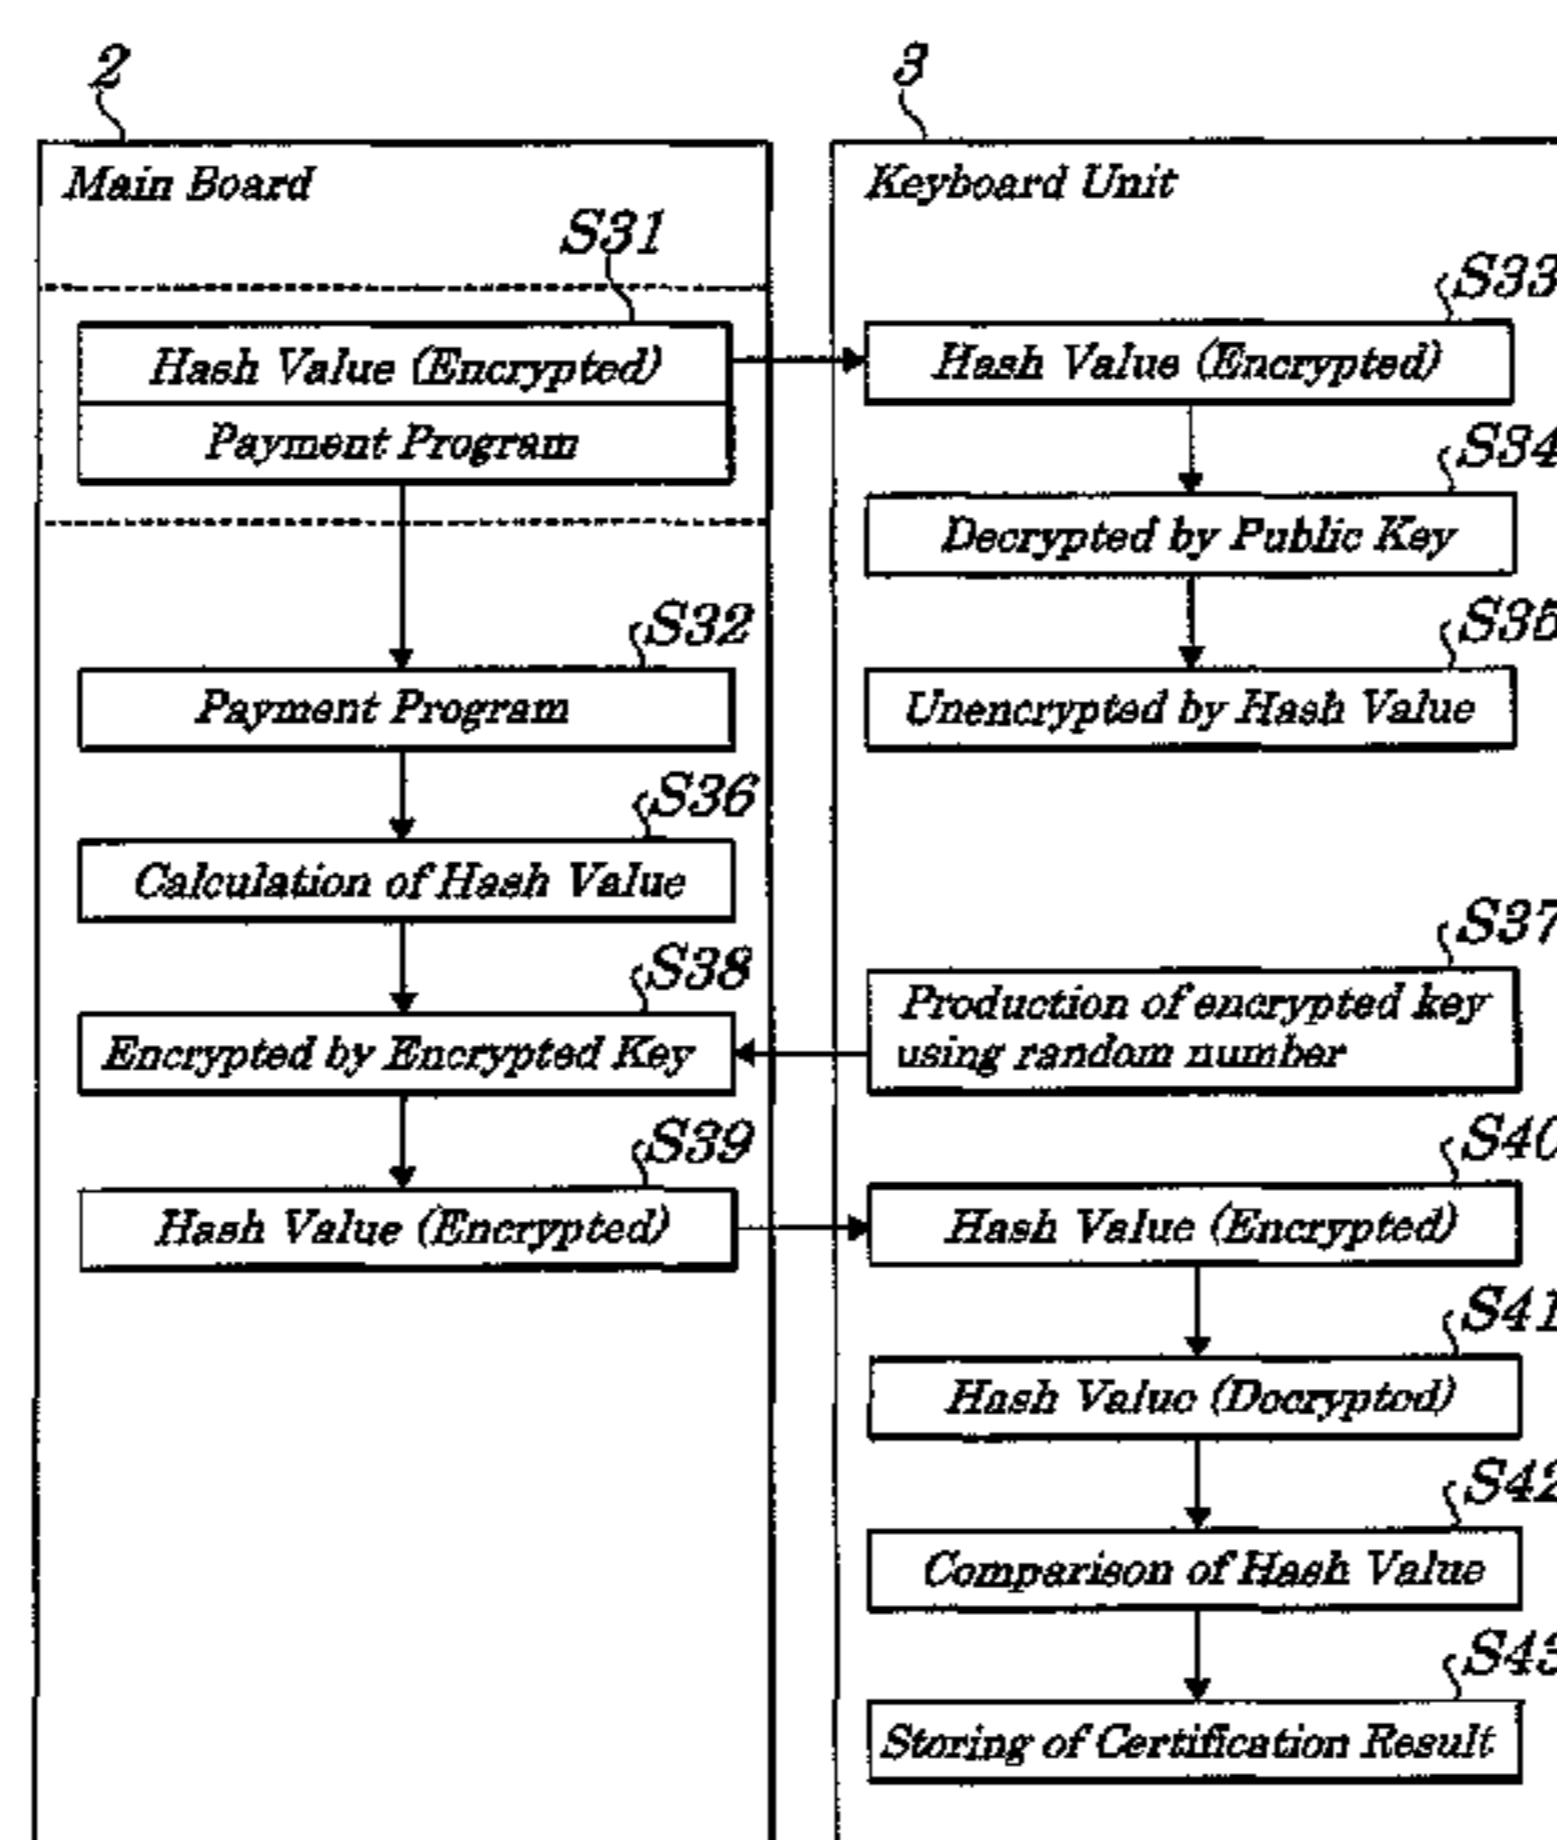 2
Main Board
S31
Hash Value (Encrypted)
Payment Program
S32
Payment Program
S36
Calculation of Hash Value
S38
Encrypted by Encrypted Key
S39
Hash Value (Encrypted)
3
Keyboard Unit
S33
Hash Value (Encrypted)
S34
Decrypted by Public Key
S35
Unencrypted by Hash Value
S37
Production of encrypted key
using random number
S40
Hash Value (Encrypted)
S41
Hash Value (Decrypted)
S42
Comparison of Hash Value
S43
Storing of Certification Result